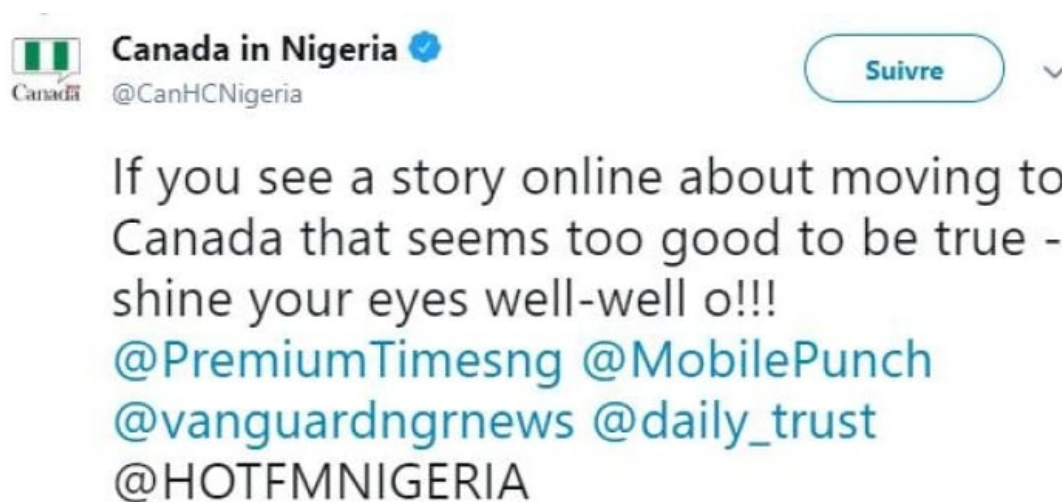 Canada in Nigeria
Canada
@CanHCNigeria
Suivre
If you see a story online about moving to
Canada that seems too good to be true -
shine your eyes well-well o!!!
@PremiumTimesng @MobilePunch
@vanguardngrnews @daily_trust
@HOTFMNIGERIA